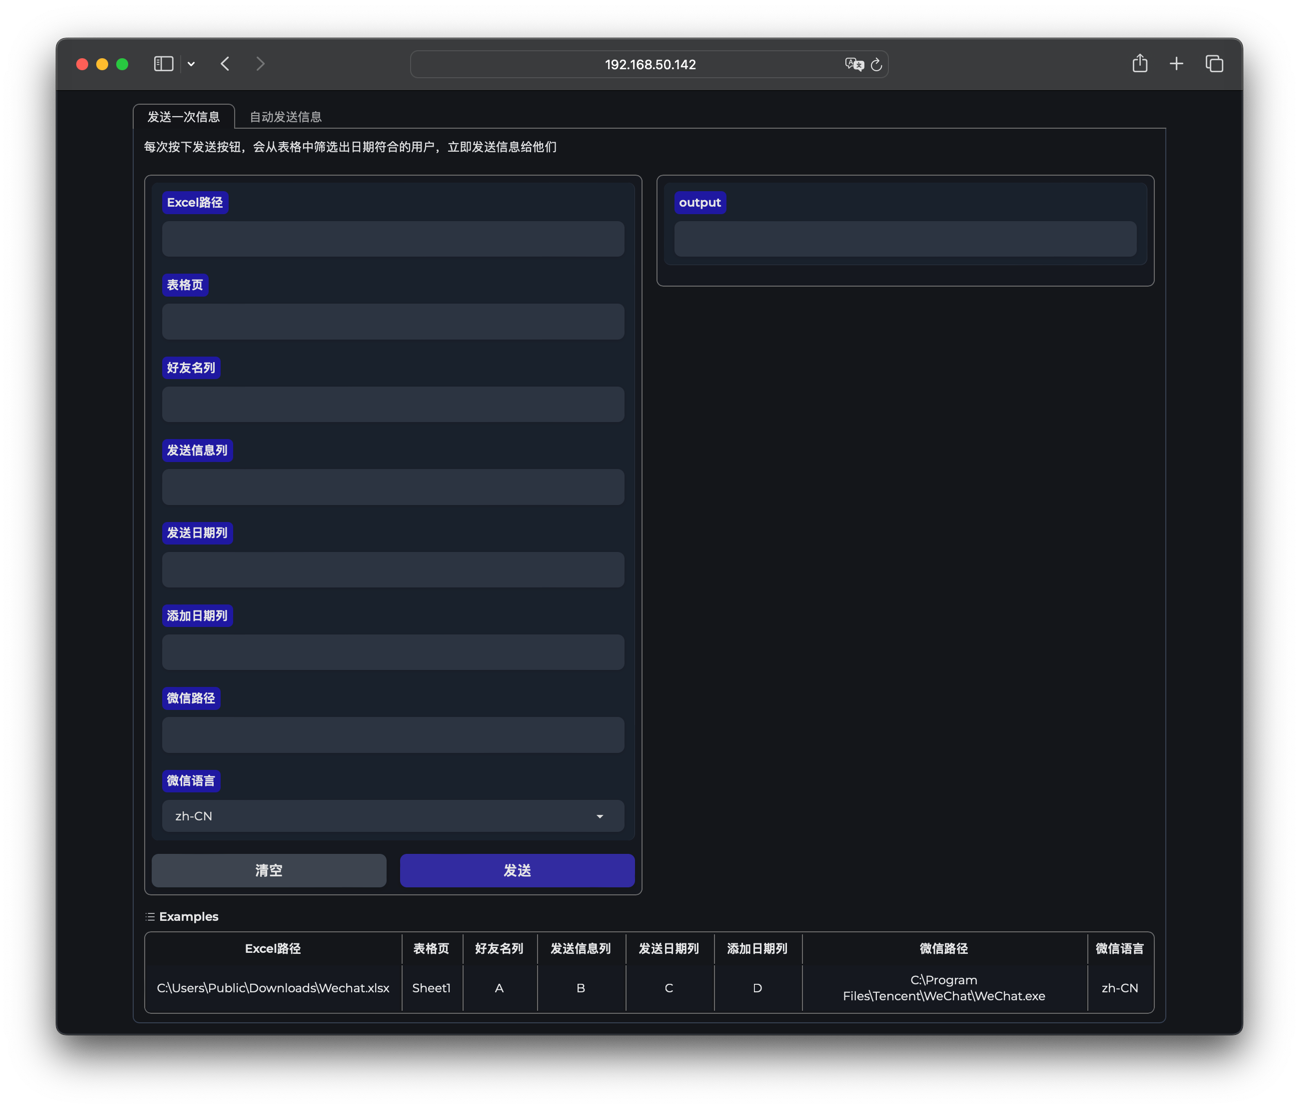 192.168.50.142
发送一次信息
自动发送信息
每次按下发送按钮，会从表格中筛选出日期符合的用户，立即发送信息给他们
Excel路径
表格页
好友名列
发送信息列
发送日期列
添加日期列
微信路径
微信语言
zh-CN
清空
发送
output
Examples
Excel路径 表格页 好友名列 发送信息列 发送日期列 添加日期列 微信路径 微信语言
C:\Users\Public\Downloads\Wechat.xlsx Sheet1 A B C D C:\Program
Files\Tencent\WeChat\WeChat.exe zh-CN